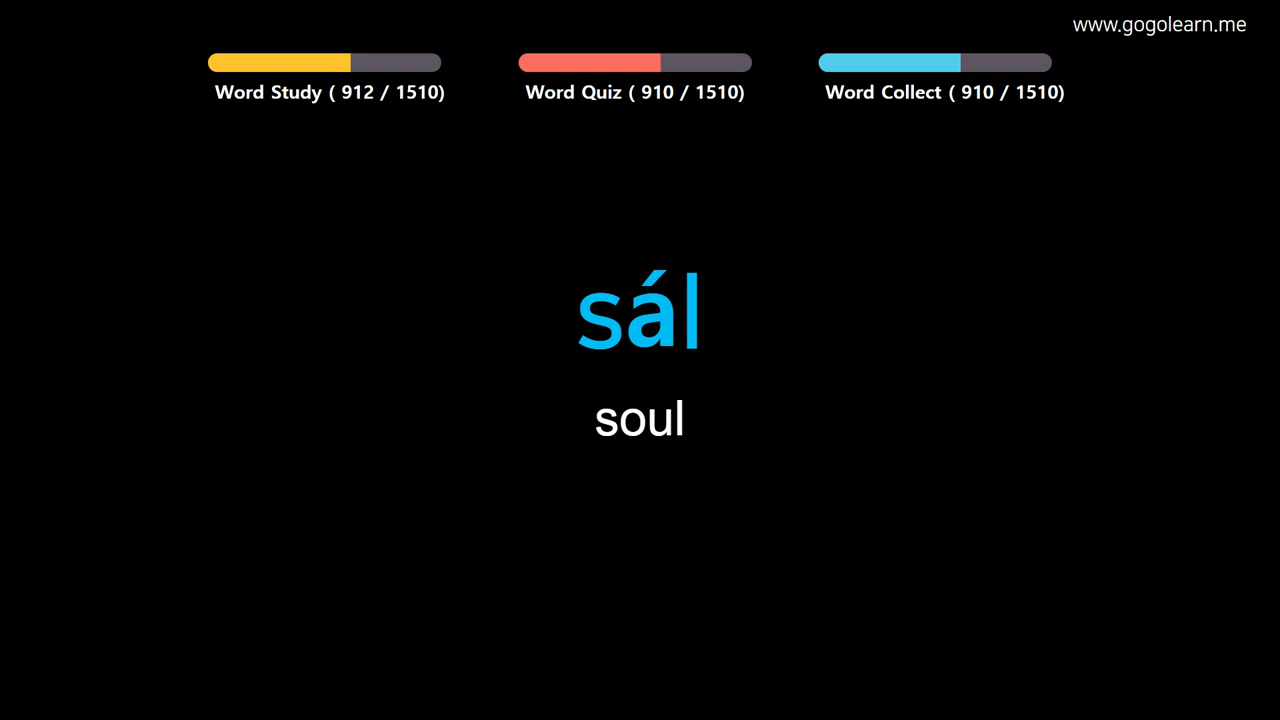 www.gogolearn.me
Word Study ( 912 / 1510)
Word Quiz ( 910 / 1510)
Word Collect ( 910 / 1510)
sál
soul